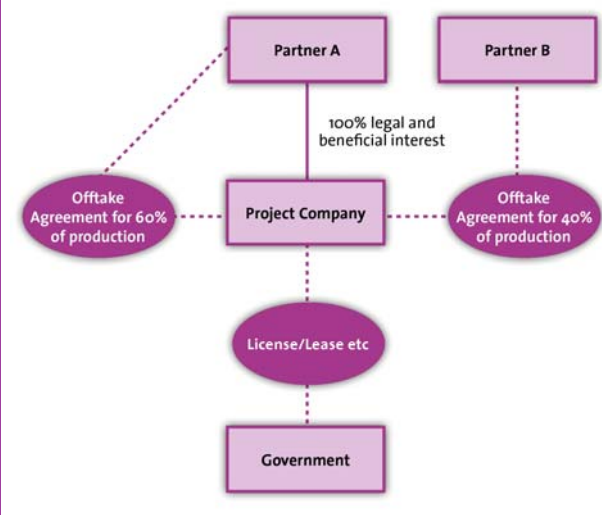 Partner A
Partner B
100% legal and
beneficial interest
Offtake
Agreement for 60%
of production
Project Company
Offtake
Agreement for 40%
of production
License/Lease etc
Government